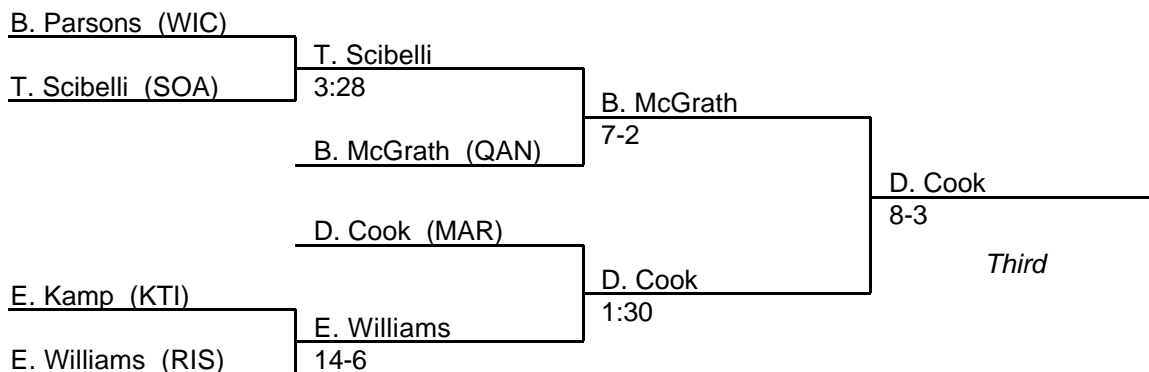 B. Parsons (WIC)
T. Scibelli
T. Scibelli (SOA)
3:28
B. McGrath
7-2
B. McGrath (QAN)
D. Cook
8-3
D. Cook (MAR)
Third
D. Cook
E. Kamp (KTI)
1:30
E. Williams
E. Williams (RIS)
14-6